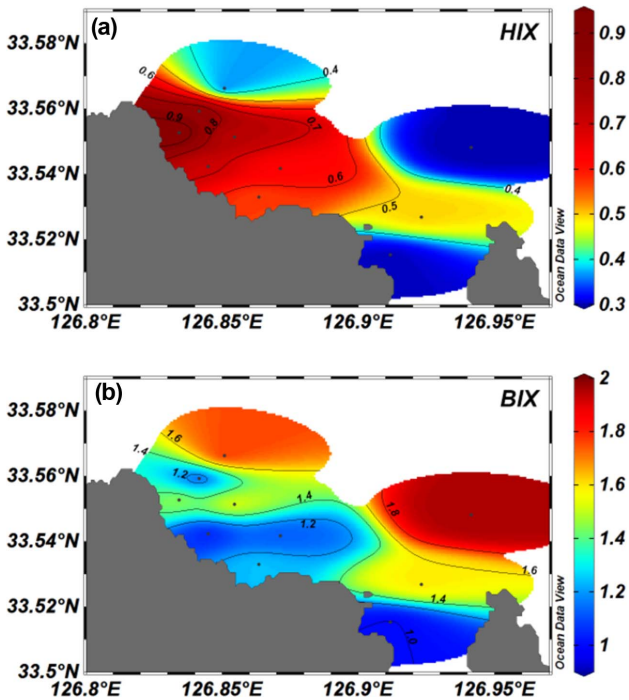 (a)
HIX
33.58°N
33.56°N
33.54°N
33.52°N
33.5°N
126.8°E
126.85°E
126.9°E
126.95°E
0.6
0.4
0.9
0.8
0.7
0.6
0.5
0.4
Ocean Data View
0.9
0.8
0.7
0.6
0.5
0.4
0.3
(b)
BIX
33.58°N
33.56°N
33.54°N
33.52°N
33.5°N
126.8°E
126.85°E
126.9°E
126.95°E
1.6
1.4
1.2
1.4
1.2
1.8
1.6
1.4
1.0
Ocean Data View
2
1.8
1.6
1.4
1.2
1